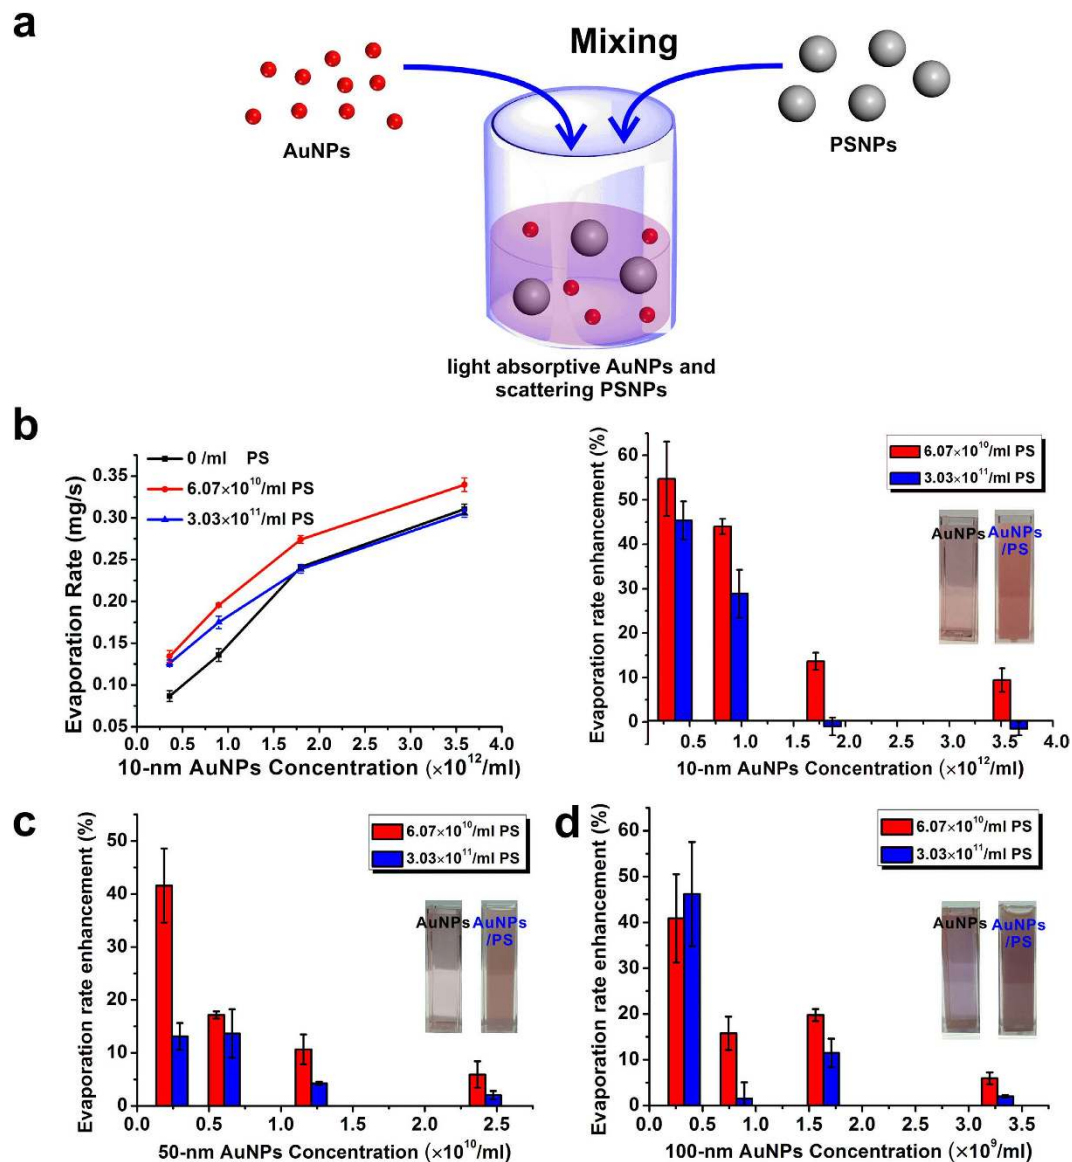 a
Mixing
AuNPs
PSNPs
light absorptive AuNPs and
scattering PSNPs
b
Evaporation Rate (mg/s)
0.35
0.30
0.25
0.20
0.15
0.10
0.05
0 /ml PS
6.07×10¹⁰/ml PS
3.03×10¹¹/ml PS
0.0 0.5 1.0 1.5 2.0 2.5 3.0 3.5 4.0
10-nm AuNPs Concentration (×10¹²/ml)
Evaporation rate enhancement (%)
60
50
40
30
20
10
0
6.07×10¹⁰/ml PS
3.03×10¹¹/ml PS
AuNPs
AuNPs
/PS
0.5 1.0 1.5 2.0 2.5 3.0 3.5 4.0
10-nm AuNPs Concentration (×10¹²/ml)
c
Evaporation rate enhancement (%)
50
40
30
20
10
0
6.07×10¹⁰/ml PS
3.03×10¹¹/ml PS
AuNPs
AuNPs
/PS
0.0 0.5 1.0 1.5 2.0 2.5
50-nm AuNPs Concentration (×10¹⁰/ml)
d
Evaporation rate enhancement (%)
60
50
40
30
20
10
0
6.07×10¹⁰/ml PS
3.03×10¹¹/ml PS
AuNPs
AuNPs
/PS
0.0 0.5 1.0 1.5 2.0 2.5 3.0 3.5
100-nm AuNPs Concentration (×10⁹/ml)